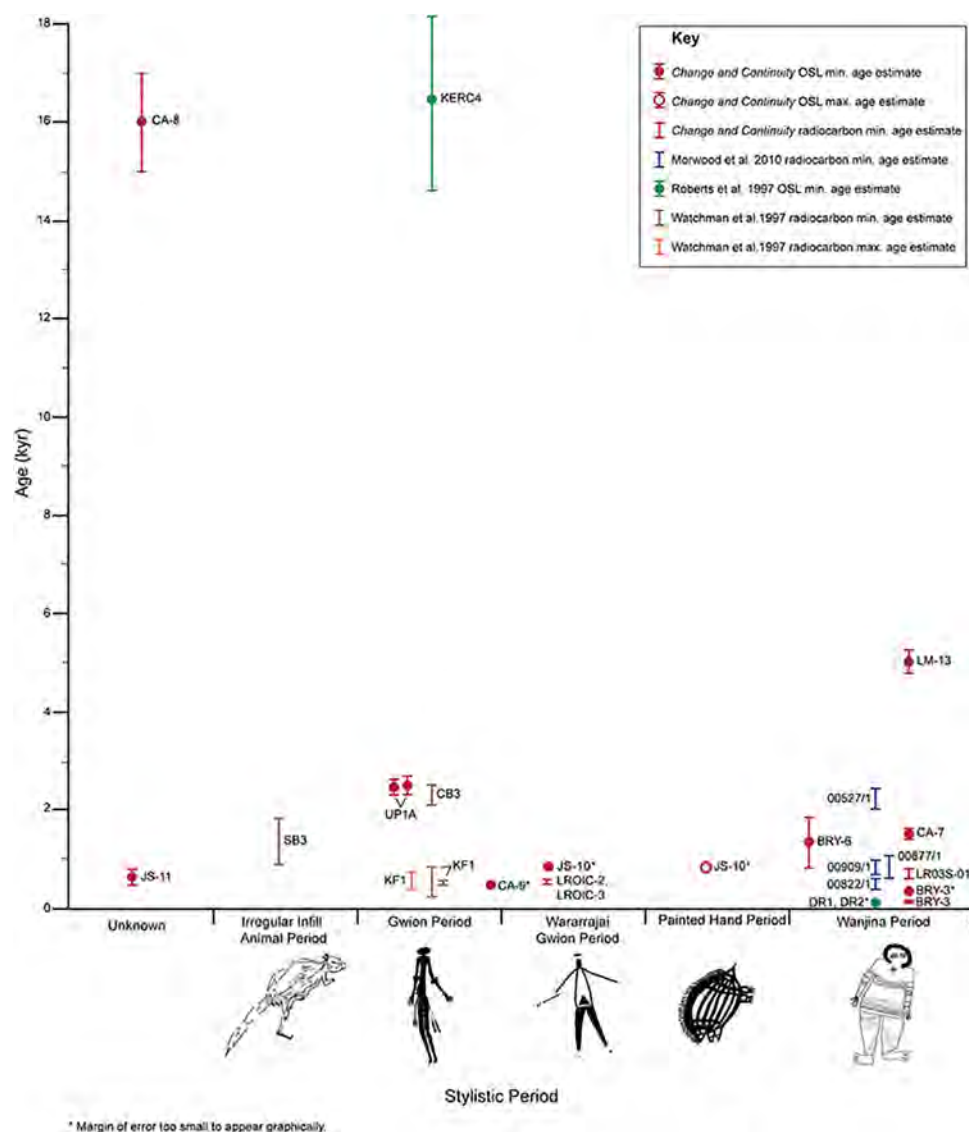 18
16
14
12
10
8
6
4
2
0
Age (kyr)
Key
Change and Continuity OSL min. age estimate
Change and Continuity OSL max. age estimate
Change and Continuity radiocarbon min. age estimate
Morwood et al. 2010 radiocarbon min. age estimate
Roberts et al. 1997 OSL min. age estimate
Watchman et al.1997 radiocarbon min. age estimate
Watchman et al.1997 radiocarbon max. age estimate
CA-8
KERC4
LM-13
UP1A
CB3
00527/1
SB3
BRY-6
CA-7
JS-11
KF1
KF1
CA-9*
JS-10*
LROIC-2,
LROIC-3
JS-10*
00909/1
00877/1
00822/1
LR03S-01
DR1, DR2*
BRY-3*
BRY-3
Unknown
Irregular Infill
Animal Period
Gwion Period
Wararrajai
Gwion Period
Painted Hand Period
Wanjina Period
Stylistic Period
* Margin of error too small to appear graphically.